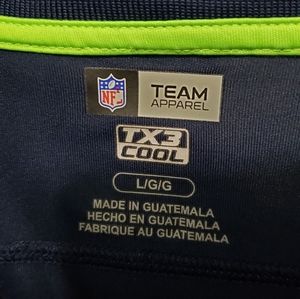 NFL
TEAM
APPAREL
TX3
COOL
L/G/G
MADE IN GUATEMALA
HECHO EN GUATEMALA
FABRIQUE AU GUATEMALA